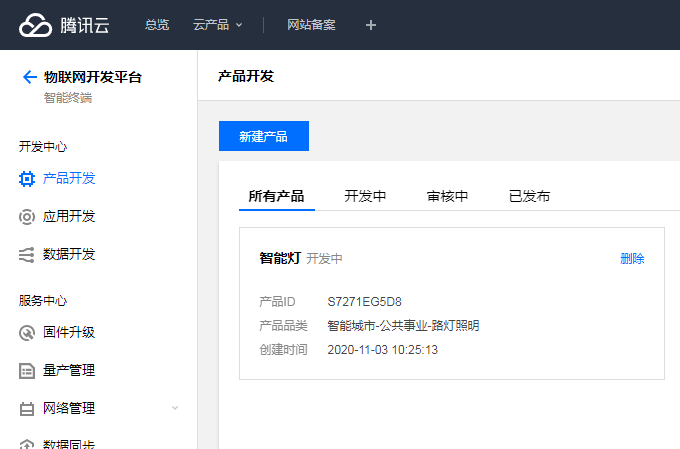 腾讯云 总览 云产品 网站备案
物联网开发平台
智能终端
产品开发
开发中心
产品开发
应用开发
数据开发
服务中心
固件升级
量产管理
网络管理
数据同步
新建产品
所有产品 开发中 审核中 已发布
智能灯 开发中 删除
产品ID S7271EG5D8
产品品类 智能城市-公共事业-路灯照明
创建时间 2020-11-03 10:25:13